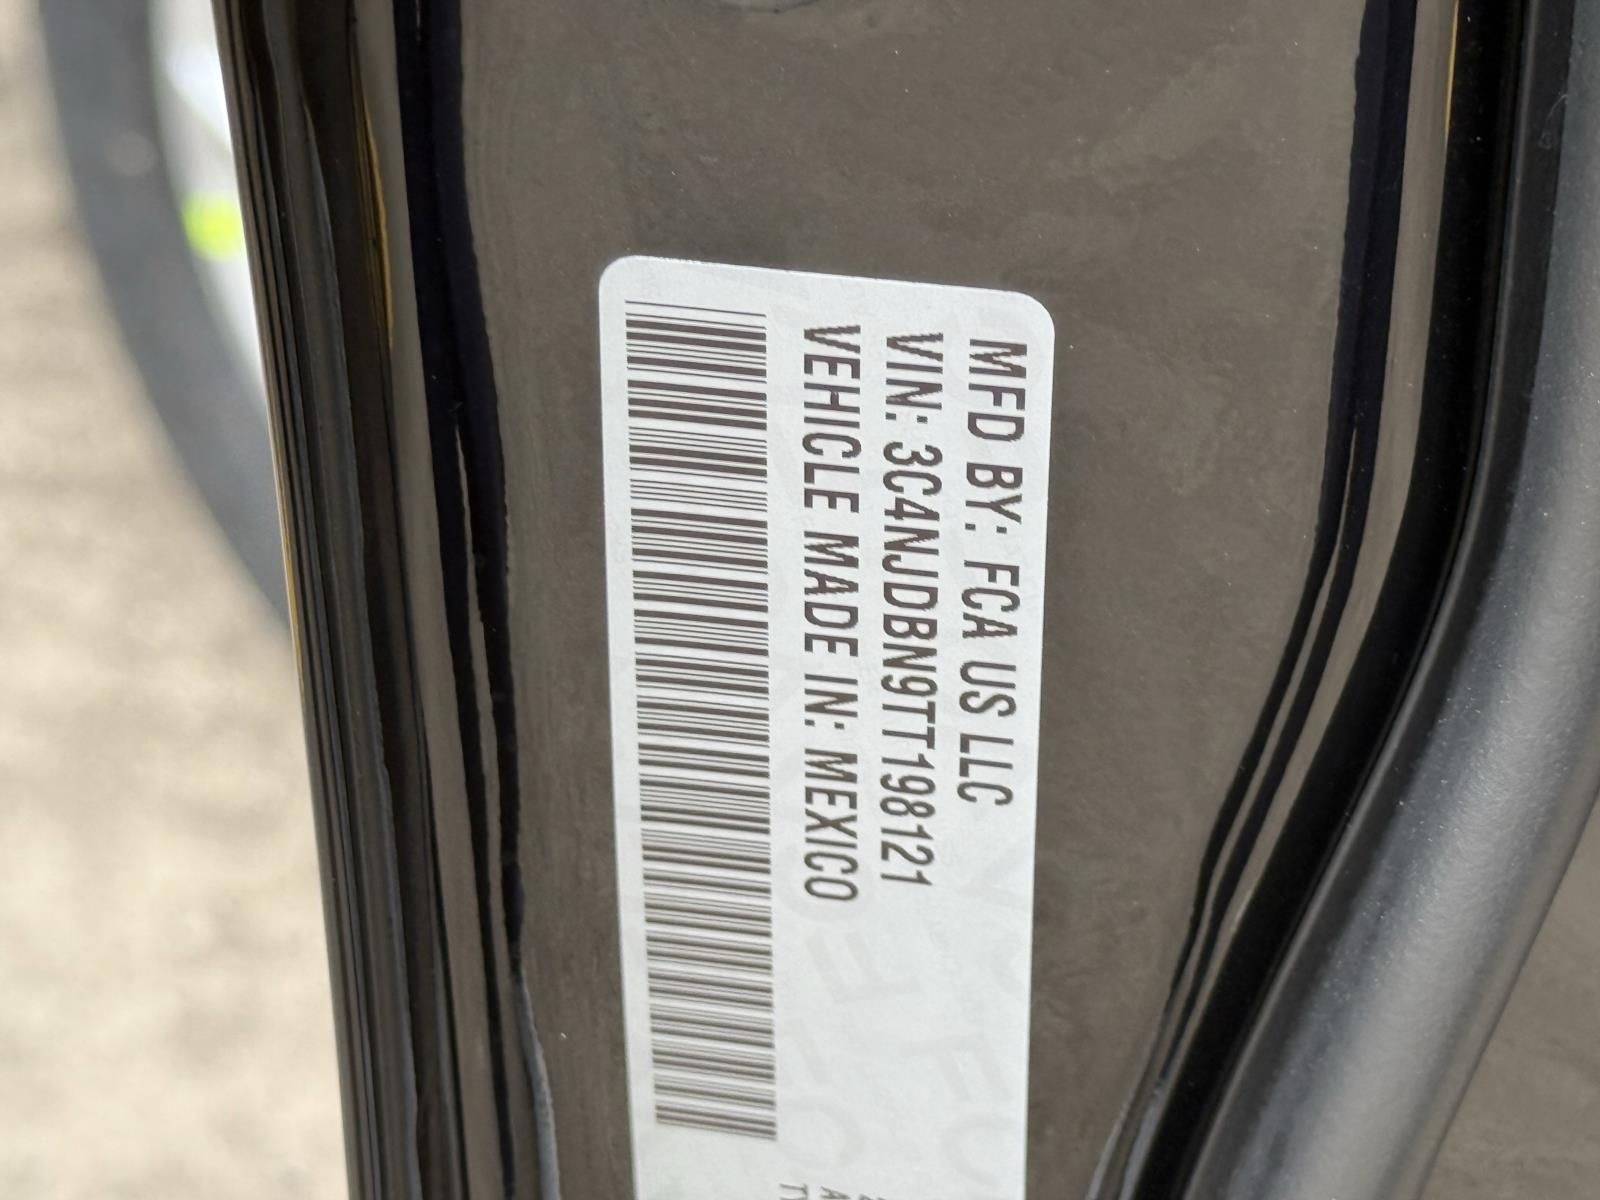 MFD BY: FCA US LLC
VIN: 3C4NJDBN9TT198121
VEHICLE MADE IN: MEXICO